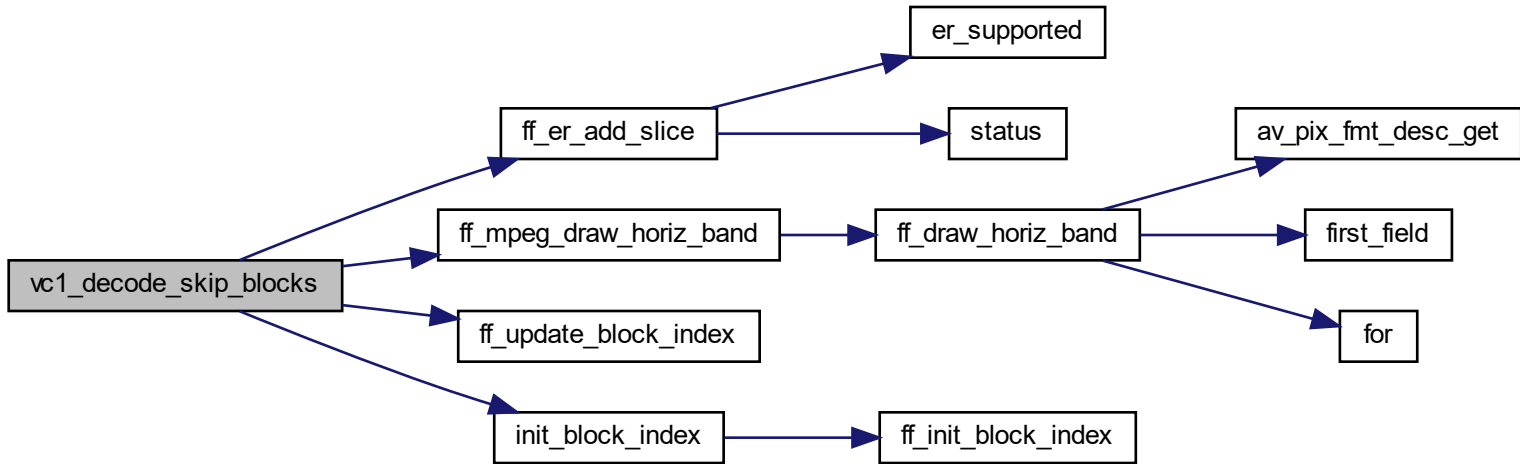 er_supported
ff_er_add_slice
status
av_pix_fmt_desc_get
ff_mpeg_draw_horiz_band
ff_draw_horiz_band
first_field
vc1_decode_skip_blocks
ff_update_block_index
for
init_block_index
ff_init_block_index